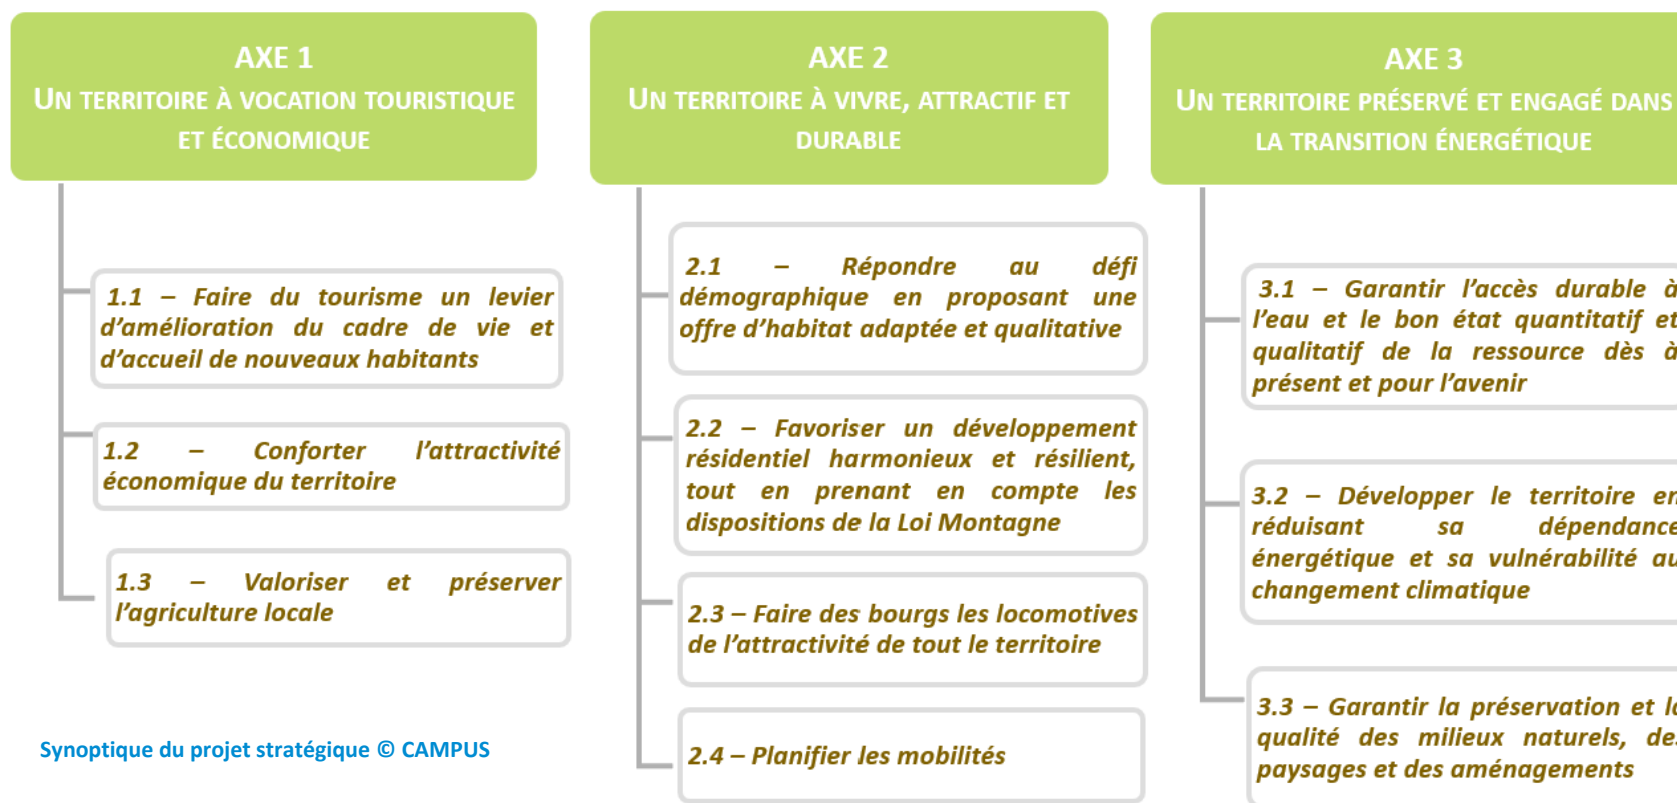 AXE 1
UN TERRITOIRE À VOCATION TOURISTIQUE
ET ÉCONOMIQUE
1.1 – Faire du tourisme un levier
d’amélioration du cadre de vie et
d’accueil de nouveaux habitants
1.2 – Conforter l’attractivité
économique du territoire
1.3 – Valoriser et préserver
l’agriculture locale
AXE 2
UN TERRITOIRE À VIVRE, ATTRACTIF ET
DURABLE
2.1 – Répondre au défi
démographique en proposant une
offre d’habitat adaptée et qualitative
2.2 – Favoriser un développement
résidentiel harmonieux et résilient,
tout en prenant en compte les
dispositions de la Loi Montagne
2.3 – Faire des bourgs les locomotives
de l’attractivité de tout le territoire
2.4 – Planifier les mobilités
AXE 3
UN TERRITOIRE PRÉSERVÉ ET ENGAGÉ DANS
LA TRANSITION ÉNERGÉTIQUE
3.1 – Garantir l’accès durable à
l’eau et le bon état quantitatif et
qualitatif de la ressource dès à
présent et pour l’avenir
3.2 – Développer le territoire en
réduisant sa dépendance
énergétique et sa vulnérabilité au
changement climatique
3.3 – Garantir la préservation et la
qualité des milieux naturels, des
paysages et des aménagements
Synoptique du projet stratégique © CAMPUS